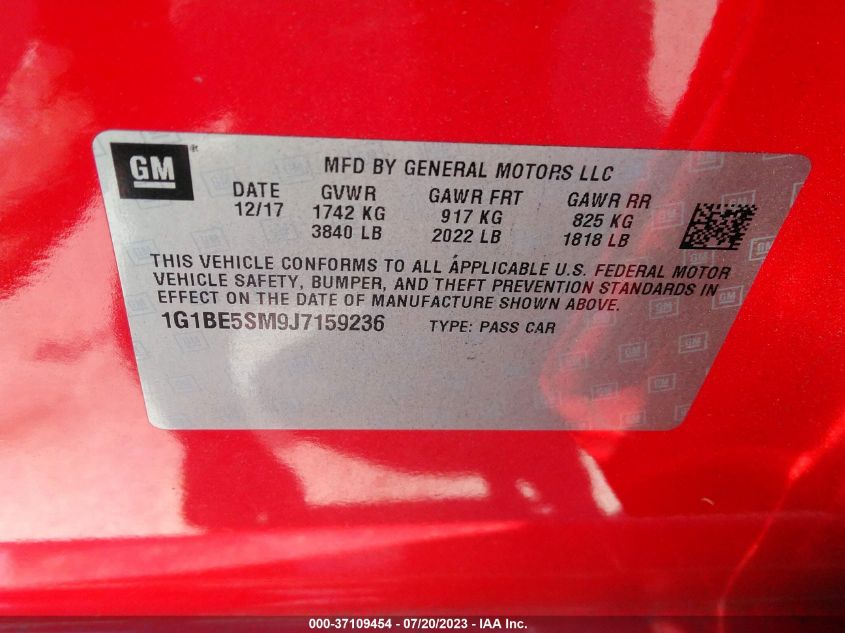 GM®
MFD BY GENERAL MOTORS LLC
DATE GVWR GAWR FRT GAWR RR
12/17 1742 KG 917 KG 825 KG
3840 LB 2022 LB 1818 LB
THIS VEHICLE CONFORMS TO ALL APPLICABLE U.S. FEDERAL MOTOR
VEHICLE SAFETY, BUMPER, AND THEFT PREVENTION STANDARDS IN
EFFECT ON THE DATE OF MANUFACTURE SHOWN ABOVE.
1G1BE5SM9J7159236 TYPE: PASS CAR
000-37109454 - 07/20/2023 - IAA Inc.